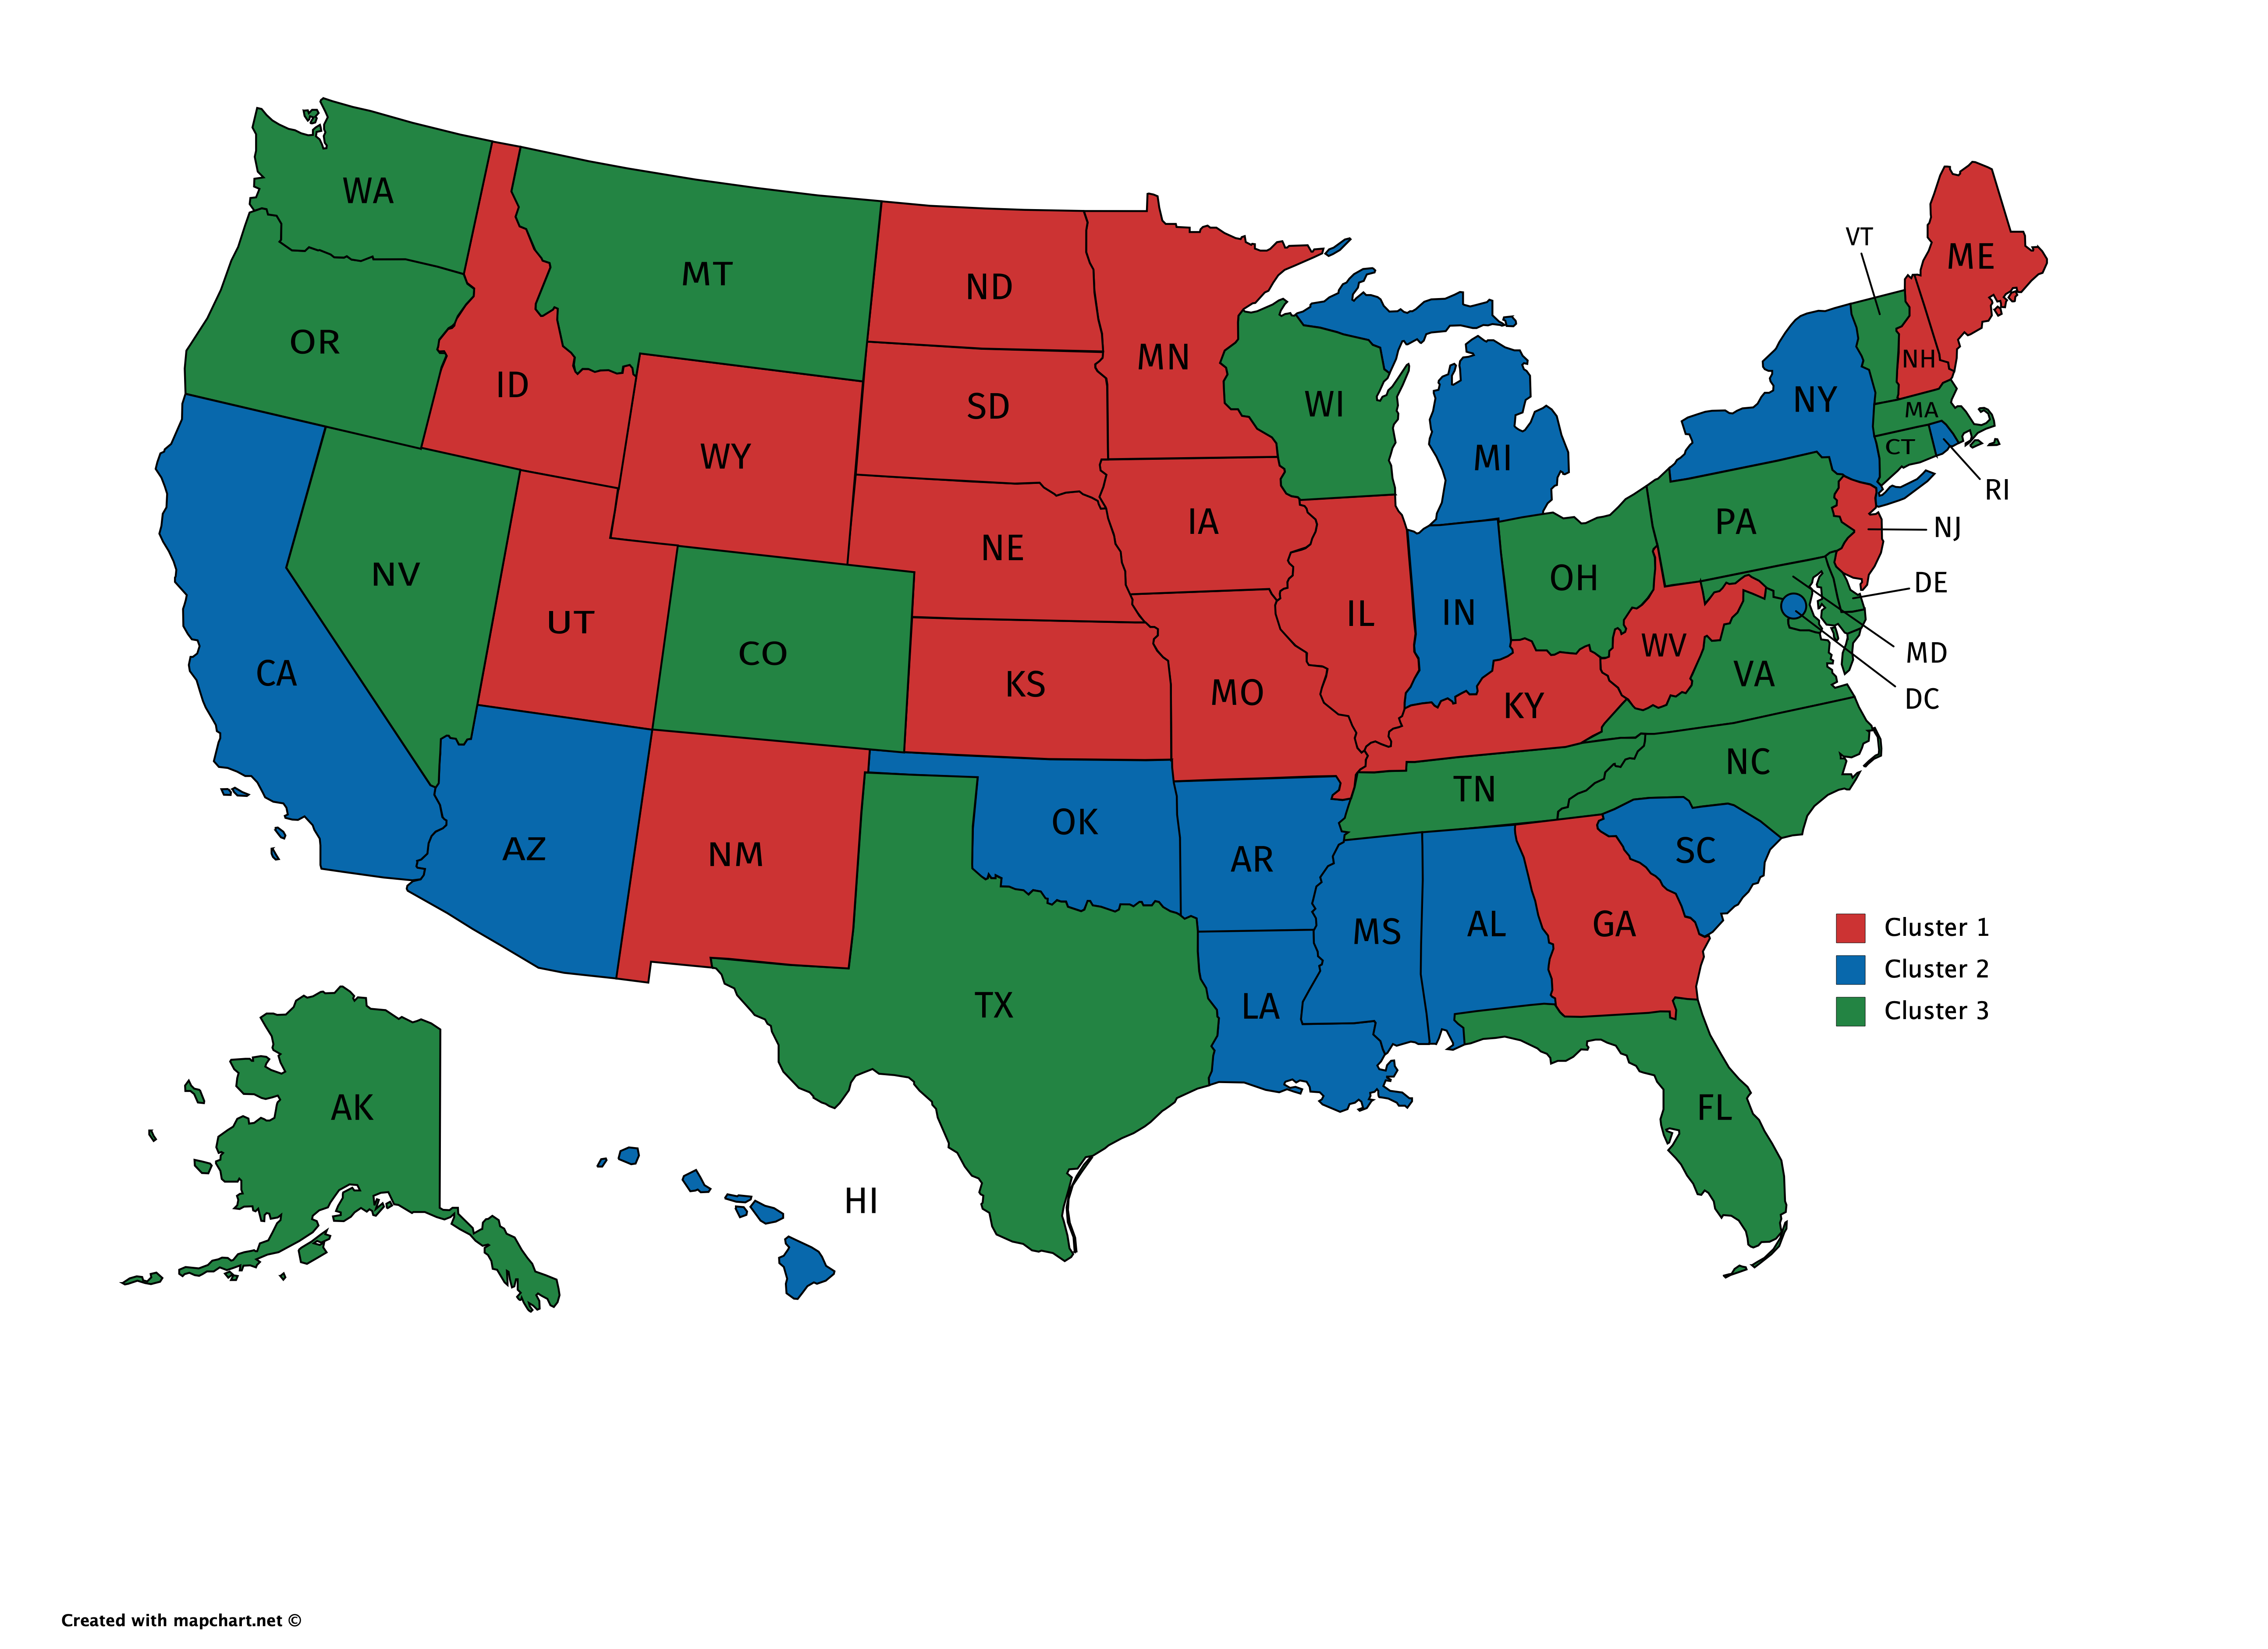 WA
VT
ME
MT
ND
OR
MN
NH
ID
SD
NY
WI
MA
CT
WY
MI
RI
IA
PA
NJ
NE
NV
OH
DE
UT
IL
IN
CO
WV
MD
CA
VA
KS
MO
DC
KY
NC
TN
OK
AZ
NM
AR
SC
MS
AL
GA
Cluster 1
Cluster 2
TX
LA
Cluster 3
AK
FL
HI
Created with mapchart.net ©